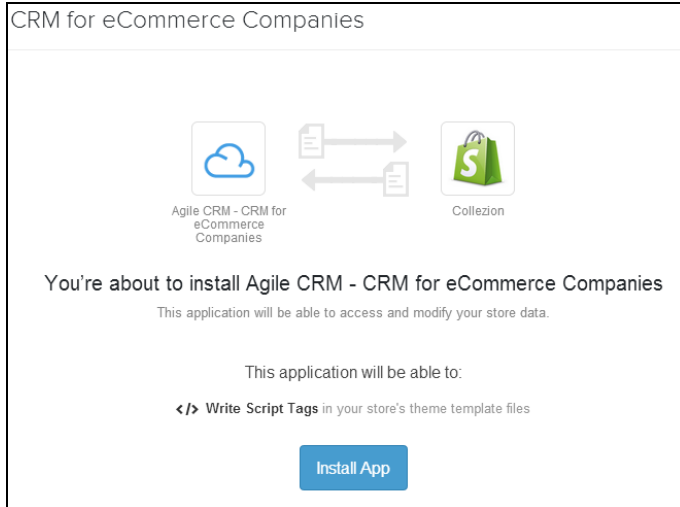 CRM for eCommerce Companies
S
Agile CRM - CRM for
eCommerce
Companies
Collezion
You're about to install Agile CRM - CRM for eCommerce Companies
This application will be able to access and modify your store data.
This application will be able to:
</> Write Script Tags in your store's theme template files
Install App